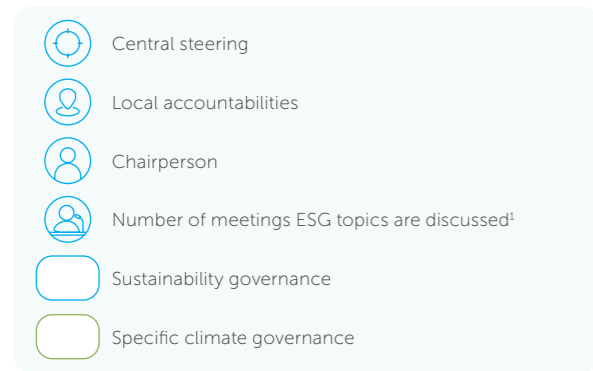 Central steering
Local accountabilities
Chairperson
Number of meetings ESG topics are discussed¹
Sustainability governance
Specific climate governance